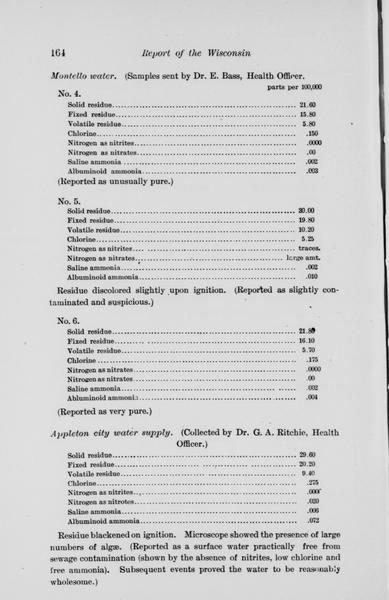 164 Report of the Wisconsin
Montello water. (Samples sent by Dr. E. Bass, Health Officer.
parts per 100,000
No. 4.
Solid residue 21.60
Fixed residue 15.80
Volatile residue 5.80
Chlorine .150
Nitrogen as nitrites .0000
Nitrogen as nitrates .00
Saline ammonia .002
Albuminoid ammonia .003
(Reported as unusually pure.)
No. 5.
Solid residue 30.00
Fixed residue 19.80
Volatile residue 10.20
Chlorine 5.25
Nitrogen as nitrites traces.
Nitrogen as nitrates large amt.
Saline ammonia .002
Albuminoid ammonia .010
Residue discolored slightly upon ignition. (Reported as slightly con-
taminated and suspicious.)
No. 6.
Solid residue 21.80
Fixed residue 16.10
Volatile residue 5.70
Chlorine .175
Nitrogen as nitrates .0000
Nitrogen as nitrates .00
Saline ammonia .002
Abluminoid ammonia .004
(Reported as very pure.)
Appleton city water supply. (Collected by Dr. G. A. Ritchie, Health
Officer.)
Solid residue 29.60
Fixed residue 20.20
Volatile residue 9.40
Chlorine .275
Nitrogen as nitrites .000
Nitrogen as nitrotes .020
Saline ammonia .006
Albuminoid ammonia .072
Residue blackened on ignition. Microscope showed the presence of large
numbers of algæ. (Reported as a surface water practically free from
sewage contamination (shown by the absence of nitrites, low chlorine and
free ammonia). Subsequent events proved the water to be reasonably
wholesome.)